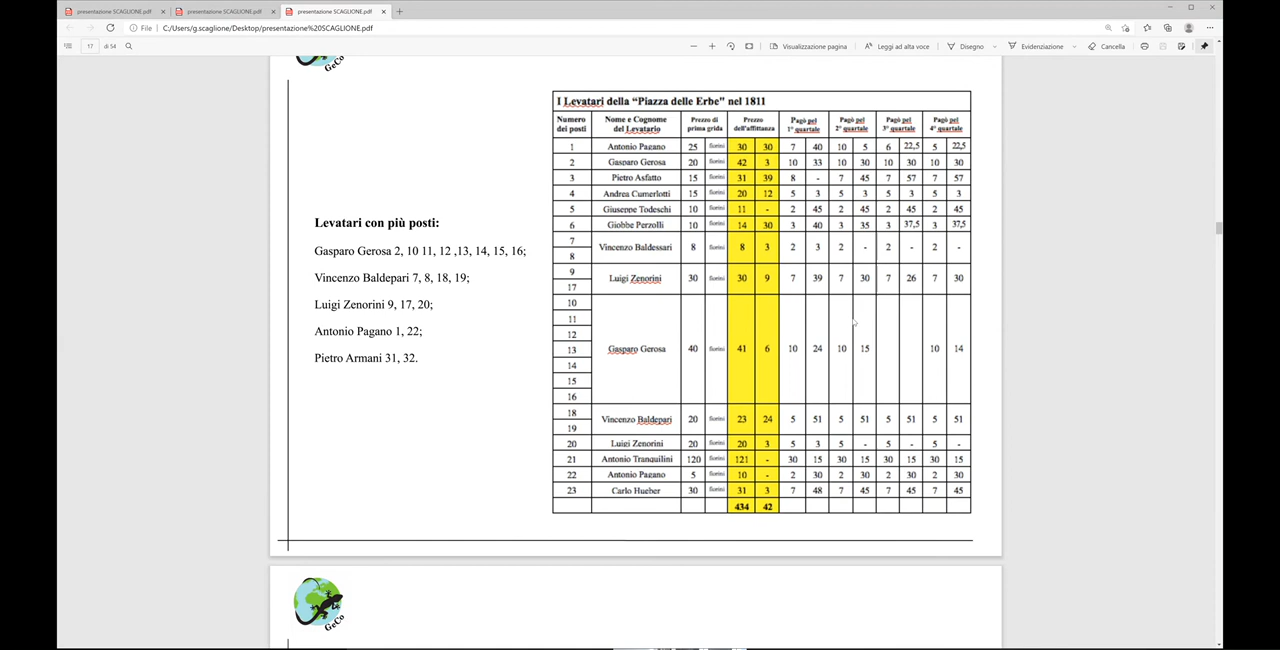 presentazione SCAGLIONE.pdf
presentazione SCAGLIONE.pdf
presentazione SCAGLIONE.pdf
File C:/Users/g.scaglione/Desktop/presentazione%20SCAGLIONE.pdf
17 di 54
Visualizzazione pagina
Leggi ad alta voce
Disegno
Evidenziazione
Cancella
GeCo
Levatari con più posti:
Gasparo Gerosa 2, 10 11, 12 ,13, 14, 15, 16;
Vincenzo Baldepari 7, 8, 18, 19;
Luigi Zenorini 9, 17, 20;
Antonio Pagano 1, 22;
Pietro Armani 31, 32.
I Levatari della “Piazza delle Erbe” nel 1811
Numero dei posti Nome e Cognome del Levatario Prezzo di prima grida Prezzo dell'affittanza Pagò pel 1° quartale Pagò pel 2° quartale Pagò pel 3° quartale Pagò pel 4° quartale
1 Antonio Pagano 25 fiorini 30 30 7 40 10 5 6 22,5 5 22,5
2 Gasparo Gerosa 20 fiorini 42 3 10 33 10 30 10 30 10 30
3 Pietro Asfatto 15 fiorini 31 39 8 - 7 45 7 57 7 57
4 Andrea Cumerlotti 15 fiorini 20 12 5 3 5 3 5 3 5 3
5 Giuseppe Todeschi 10 fiorini 11 - 2 45 2 45 2 45 2 45
6 Giobbe Perzolli 10 fiorini 14 30 3 40 3 35 3 37,5 3 37,5
7
8 Vincenzo Baldessari 8 fiorini 8 3 2 3 2 - 2 - 2 -
9
17 Luigi Zenorini 30 fiorini 30 9 7 39 7 30 7 26 7 30
10
11
12
13 Gasparo Gerosa 40 fiorini 41 6 10 24 10 15 10 14
14
15
16
18
19 Vincenzo Baldepari 20 fiorini 23 24 5 51 5 51 5 51 5 51
20 Luigi Zenorini 20 fiorini 20 3 5 3 5 - 5 - 5 -
21 Antonio Tranquilini 120 fiorini 121 - 30 15 30 15 30 15 30 15
22 Antonio Pagano 5 fiorini 10 - 2 30 2 30 2 30 2 30
23 Carlo Hueber 30 fiorini 31 3 7 48 7 45 7 45 7 45
434 42
GeCo